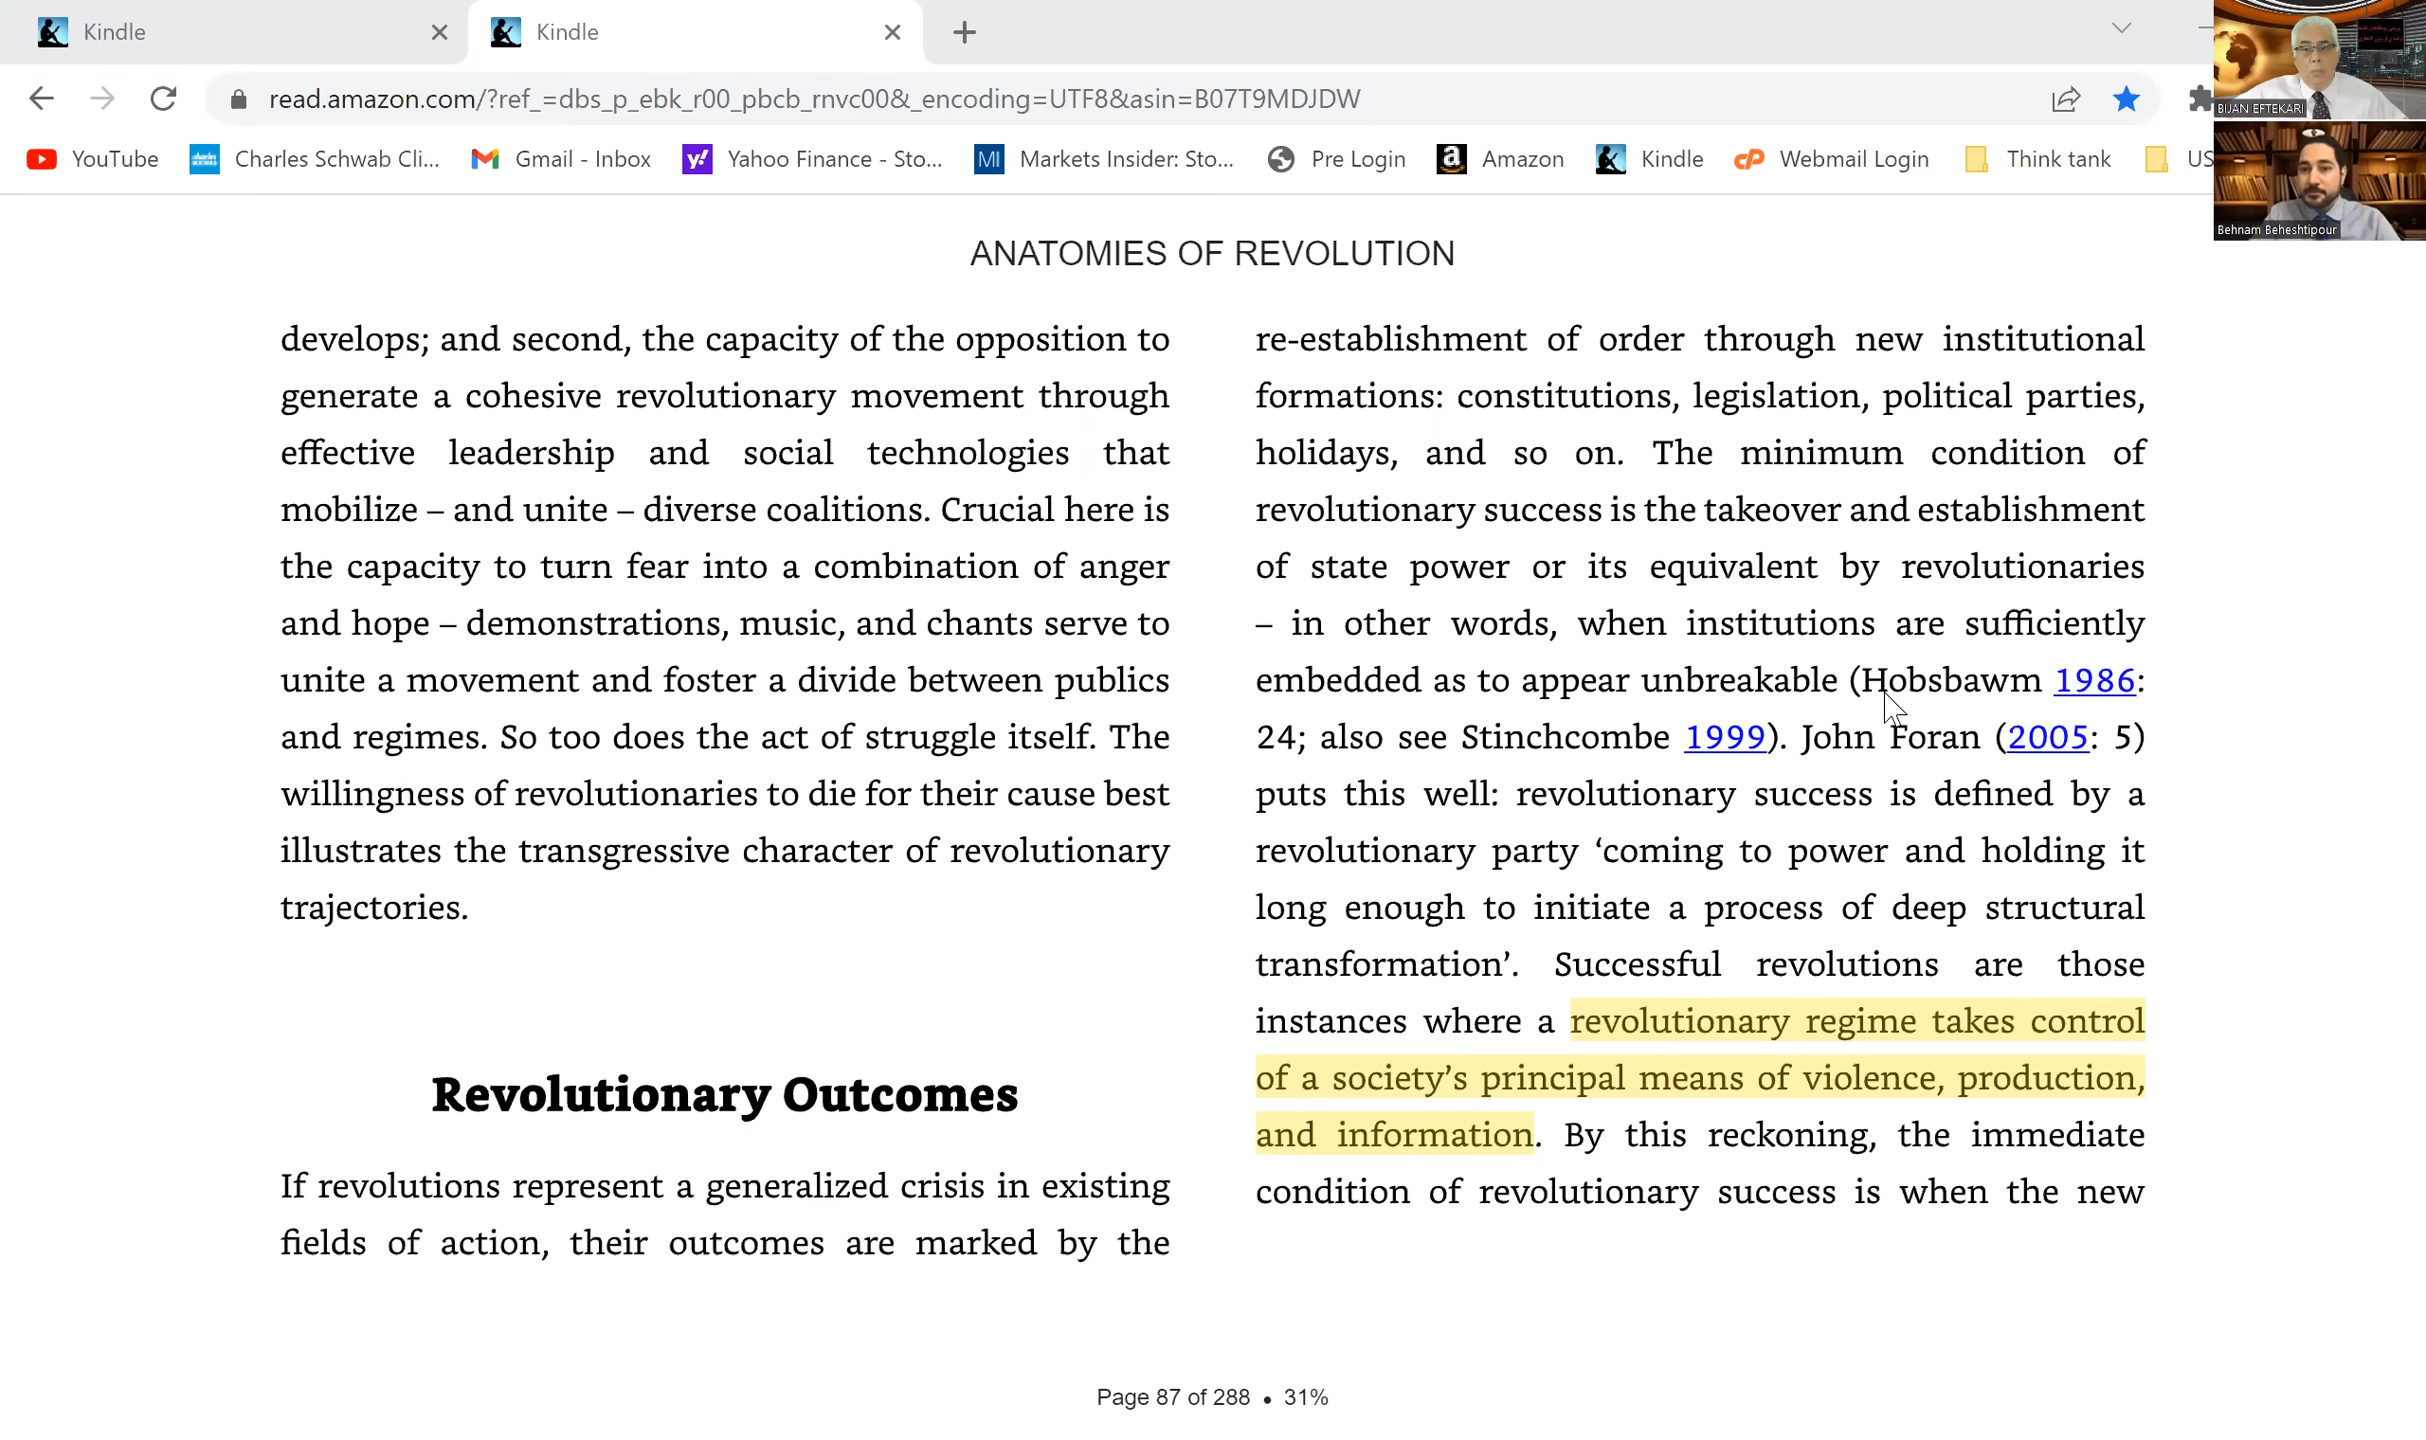 Kindle
Kindle
read.amazon.com/?ref_=dbs_p_ebk_r00_pbcb_rnvc00&_encoding=UTF8&asin=B07T9MDJDW
YouTube
Charles Schwab Cli...
Gmail - Inbox
Yahoo Finance - Sto...
MI
Markets Insider: Sto...
Pre Login
Amazon
Kindle
Webmail Login
Think tank
US
BIJAN EFTEKARI
Behnam Beheshtipour
ANATOMIES OF REVOLUTION
develops; and second, the capacity of the opposition to
generate a cohesive revolutionary movement through
effective leadership and social technologies that
mobilize – and unite – diverse coalitions. Crucial here is
the capacity to turn fear into a combination of anger
and hope – demonstrations, music, and chants serve to
unite a movement and foster a divide between publics
and regimes. So too does the act of struggle itself. The
willingness of revolutionaries to die for their cause best
illustrates the transgressive character of revolutionary
trajectories.
Revolutionary Outcomes
If revolutions represent a generalized crisis in existing
fields of action, their outcomes are marked by the
re-establishment of order through new institutional
formations: constitutions, legislation, political parties,
holidays, and so on. The minimum condition of
revolutionary success is the takeover and establishment
of state power or its equivalent by revolutionaries
– in other words, when institutions are sufficiently
embedded as to appear unbreakable (Hobsbawm 1986:
24; also see Stinchcombe 1999). John Foran (2005: 5)
puts this well: revolutionary success is defined by a
revolutionary party ‘coming to power and holding it
long enough to initiate a process of deep structural
transformation’. Successful revolutions are those
instances where a revolutionary regime takes control
of a society’s principal means of violence, production,
and information. By this reckoning, the immediate
condition of revolutionary success is when the new
Page 87 of 288 • 31%